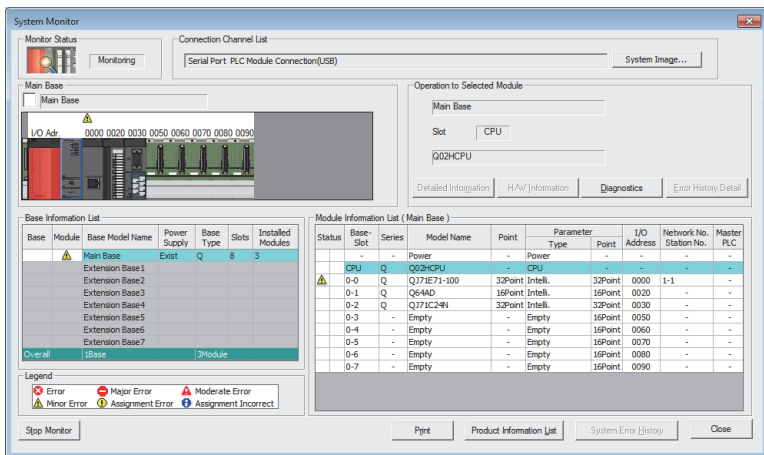 System Monitor
Monitor Status
Monitoring
Connection Channel List
Serial Port PLC Module Connection(USB)
System Image...
Main Base
Main Base
I/O Adr. 0000 0020 0030 0050 0060 0070 0080 0090
Operation to Selected Module
Main Base
Slot CPU
Q02HCPU
Detailed Information H/W Information Diagnostics Error History Detail
Base Information List
Base Module Base Model Name Power Supply Base Type Slots Installed Modules
Main Base Exist Q 8 3
Extension Base1
Extension Base2
Extension Base3
Extension Base4
Extension Base5
Extension Base6
Extension Base7
Overall 1Base 3Module
Legend
Error Major Error Moderate Error
Minor Error Assignment Error Assignment Incorrect
Module Information List ( Main Base )
Status Base-Slot Series Model Name Point Parameter Type Point I/O Address Network No. Station No. Master PLC
- - Power - Power - - - -
CPU Q Q02HCPU - CPU - - - -
0-0 Q QJ71E71-100 32Point Intelli. 32Point 0000 1-1 -
0-1 Q Q64AD 16Point Intelli. 16Point 0020 - -
0-2 Q QJ71C24N 32Point Intelli. 32Point 0030 - -
0-3 - Empty - Empty 16Point 0050 - -
0-4 - Empty - Empty 16Point 0060 - -
0-5 - Empty - Empty 16Point 0070 - -
0-6 - Empty - Empty 16Point 0080 - -
0-7 - Empty - Empty 16Point 0090 - -
Stop Monitor Print Product Information List System Error History Close